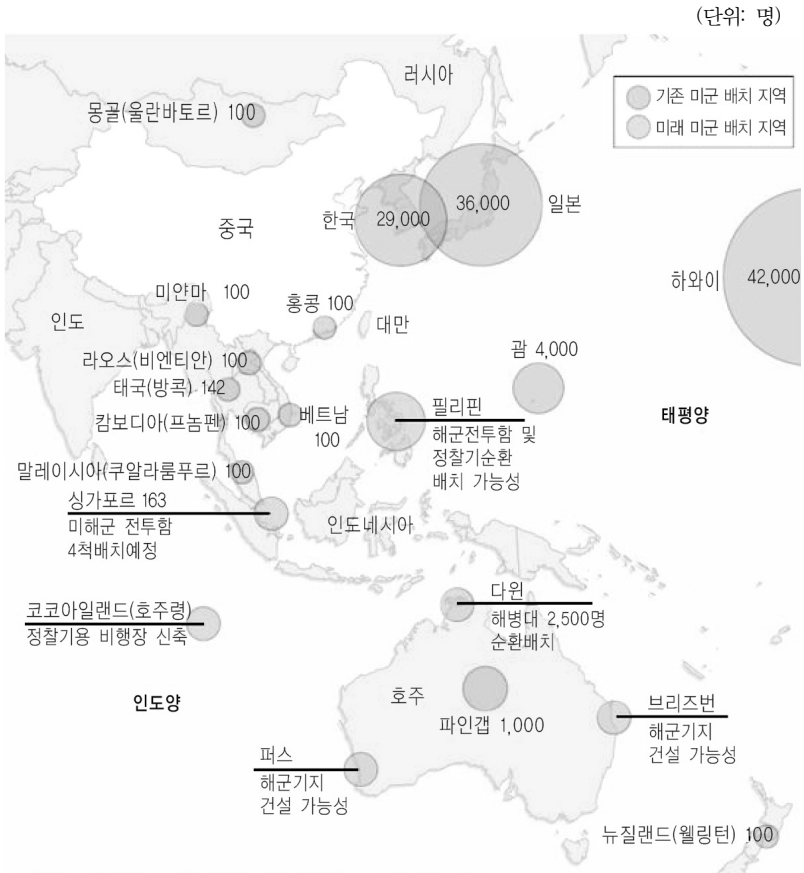 (단위: 명)
러시아
기존 미군 배치 지역
미래 미군 배치 지역
몽골(울란바토르) 100
중국
한국
29,000
36,000
일본
하와이
42,000
미얀마 100
홍콩 100
인도
대만
괌 4,000
라오스(비엔티안) 100
태국(방콕) 142
캄보디아(프놈펜) 100
베트남
100
필리핀
해군전투함 및
정찰기순환
배치 가능성
태평양
말레이시아(쿠알라룸푸르) 100
싱가포르 163
미해군 전투함
4척배치예정
인도네시아
코코아일랜드(호주령)
정찰기용 비행장 신축
다윈
해병대 2,500명
순환배치
인도양
호주
파인갭 1,000
브리즈번
해군기지
건설 가능성
퍼스
해군기지
건설 가능성
뉴질랜드(웰링턴) 100